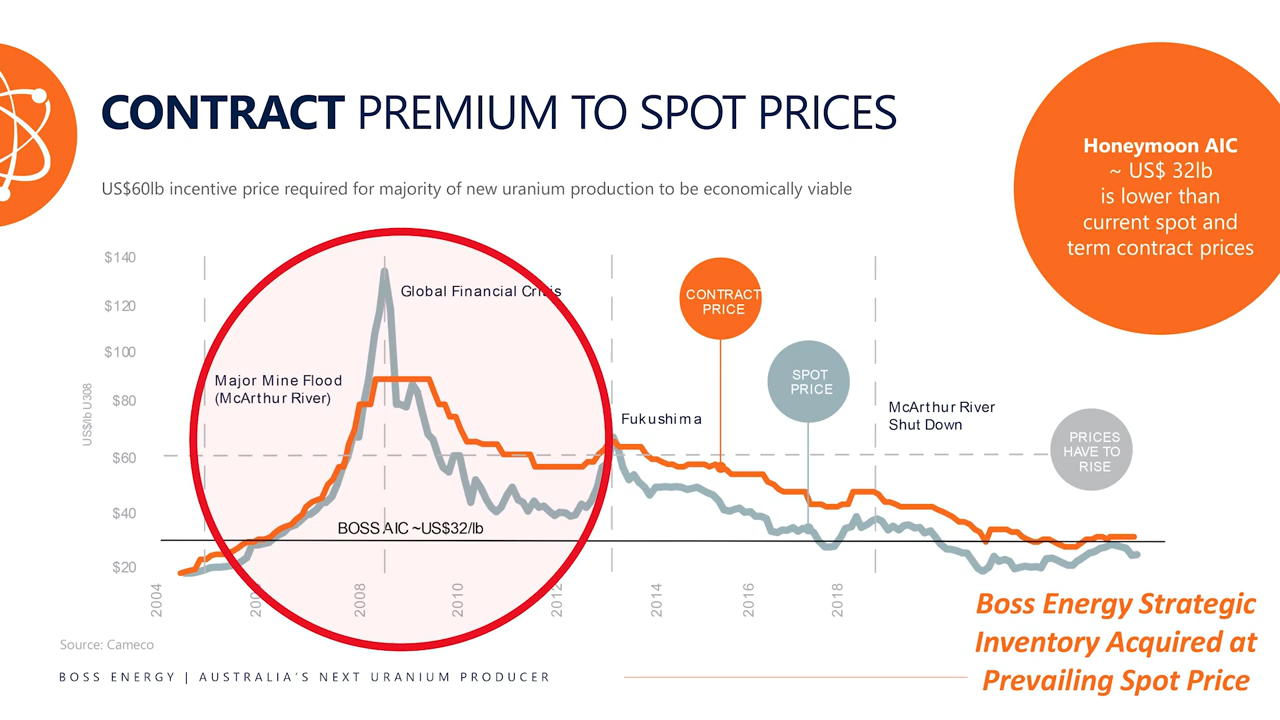 CONTRACT PREMIUM TO SPOT PRICES
US$60lb incentive price required for majority of new uranium production to be economically viable
Honeymoon AIC
~ US$ 32lb
is lower than
current spot and
term contract prices
US$/lb U308
$140
$120
$100
$80
$60
$40
$20
Major Mine Flood
(McArthur River)
Global Financial Crisis
BOSS AIC ~US$32/lb
Fukushima
CONTRACT
PRICE
SPOT
PRICE
McArthur River
Shut Down
PRICES
HAVE TO
RISE
2004
2008
2010
2012
2014
2016
2018
Boss Energy Strategic
Inventory Acquired at
Prevailing Spot Price
Source: Cameco
BOSS ENERGY | AUSTRALIA'S NEXT URANIUM PRODUCER